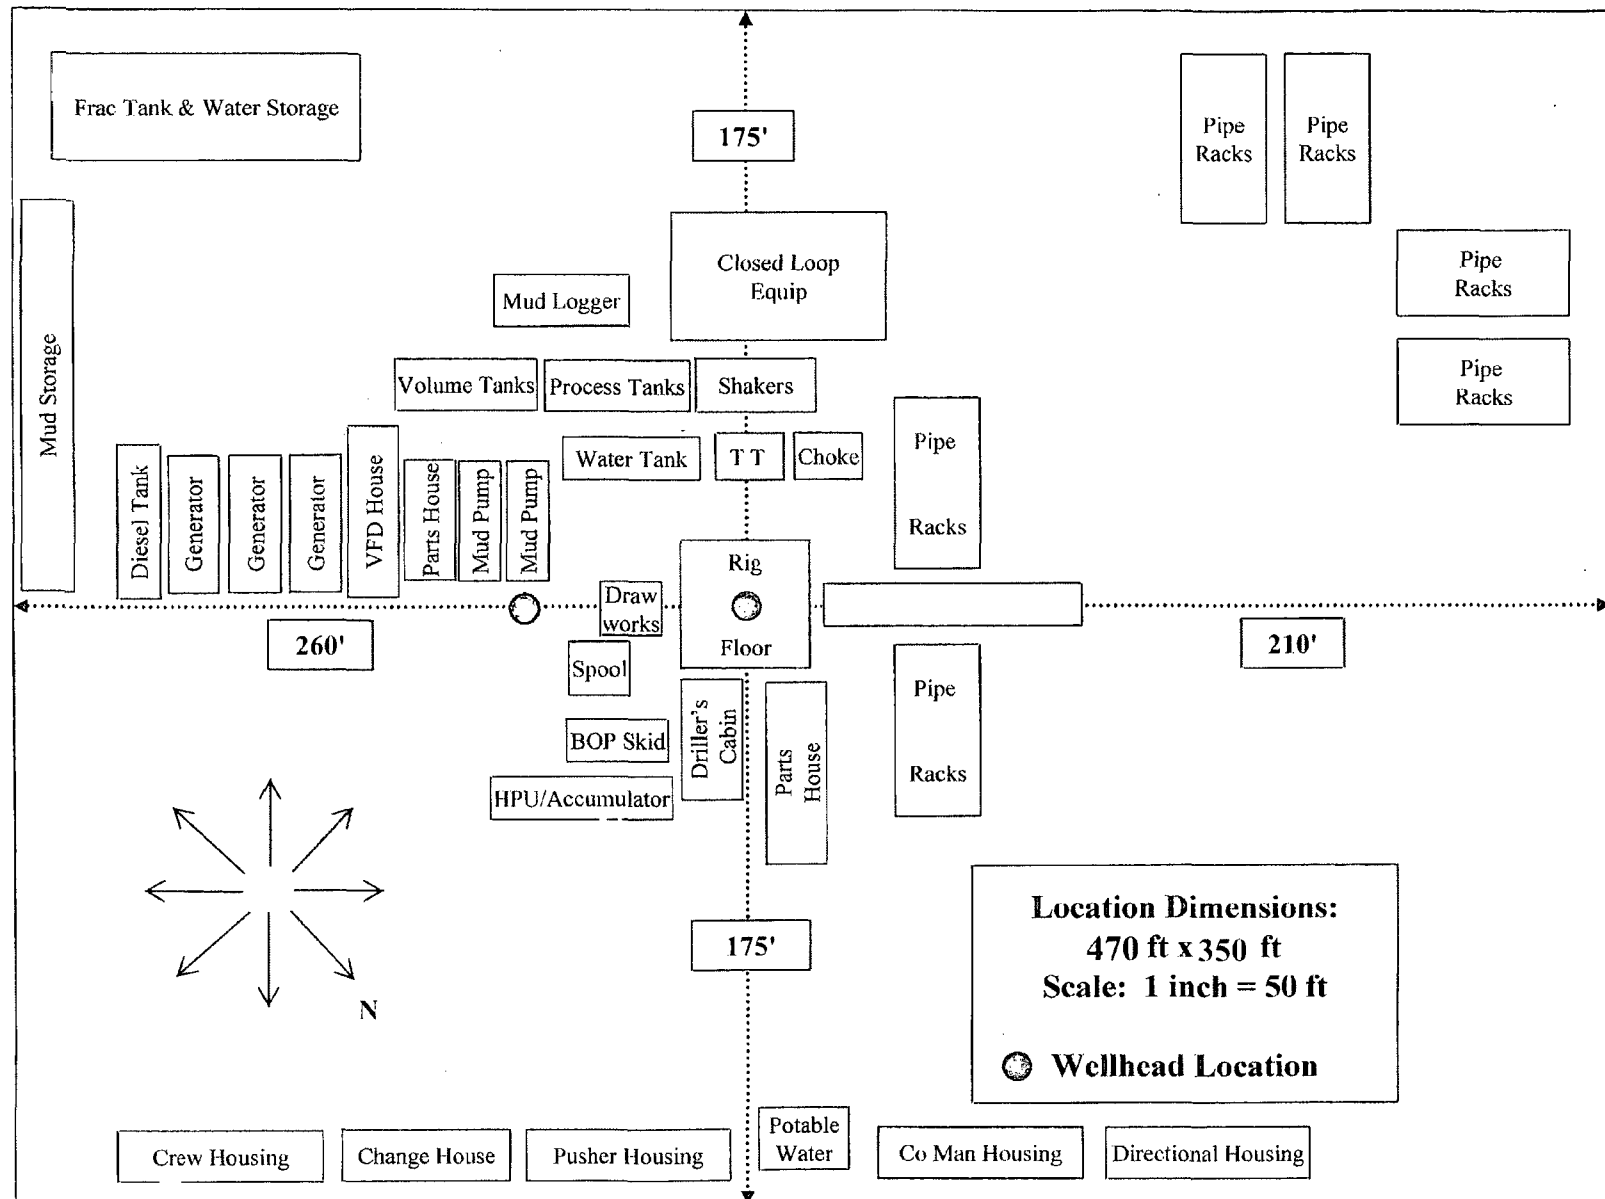 Frac Tank & Water Storage
175'
Pipe
Racks
Pipe
Racks
Closed Loop
Equip
Pipe
Racks
Mud Logger
Mud Storage
Volume Tanks
Process Tanks
Shakers
Pipe
Racks
Diesel Tank
Generator
Generator
Generator
VFD House
Parts House
Mud Pump
Mud Pump
Water Tank
T T
Choke
Pipe
Racks
Rig
Floor
Draw
works
260'
210'
Spool
Driller's
Cabin
Parts
House
Pipe
Racks
BOP Skid
HPU/Accumulator
N
175'
Location Dimensions:
470 ft x 350 ft
Scale: 1 inch = 50 ft
Wellhead Location
Crew Housing
Change House
Pusher Housing
Potable
Water
Co Man Housing
Directional Housing